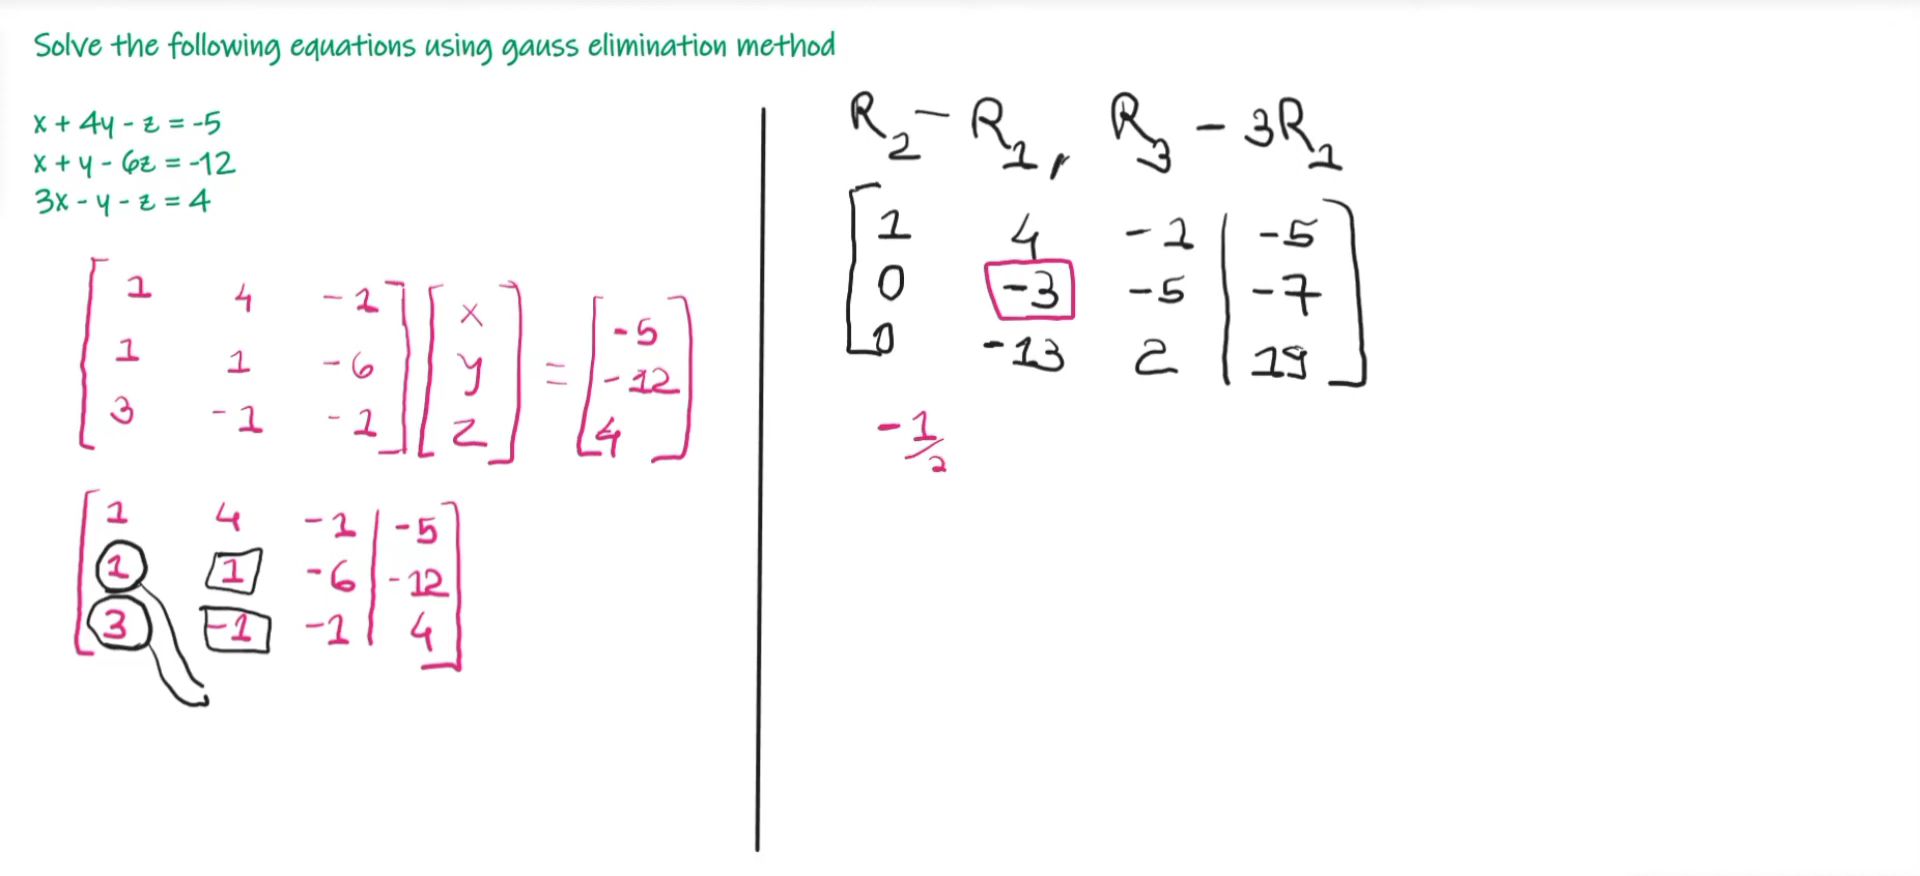 Solve the following equations using gauss elimination method
x + 4y - z = -5
x + y - 6z = -12
3x - y - z = 4
1 4 -1 x -5
1 1 -6 y = -12
3 -1 -1 z 4
1 4 -1 | -5
1 1 -6 | -12
3 -1 -1 | 4
R2 - R1, R3 - 3R1
1 4 -1 | -5
0 -3 -5 | -7
0 -13 2 | 19
-1/2